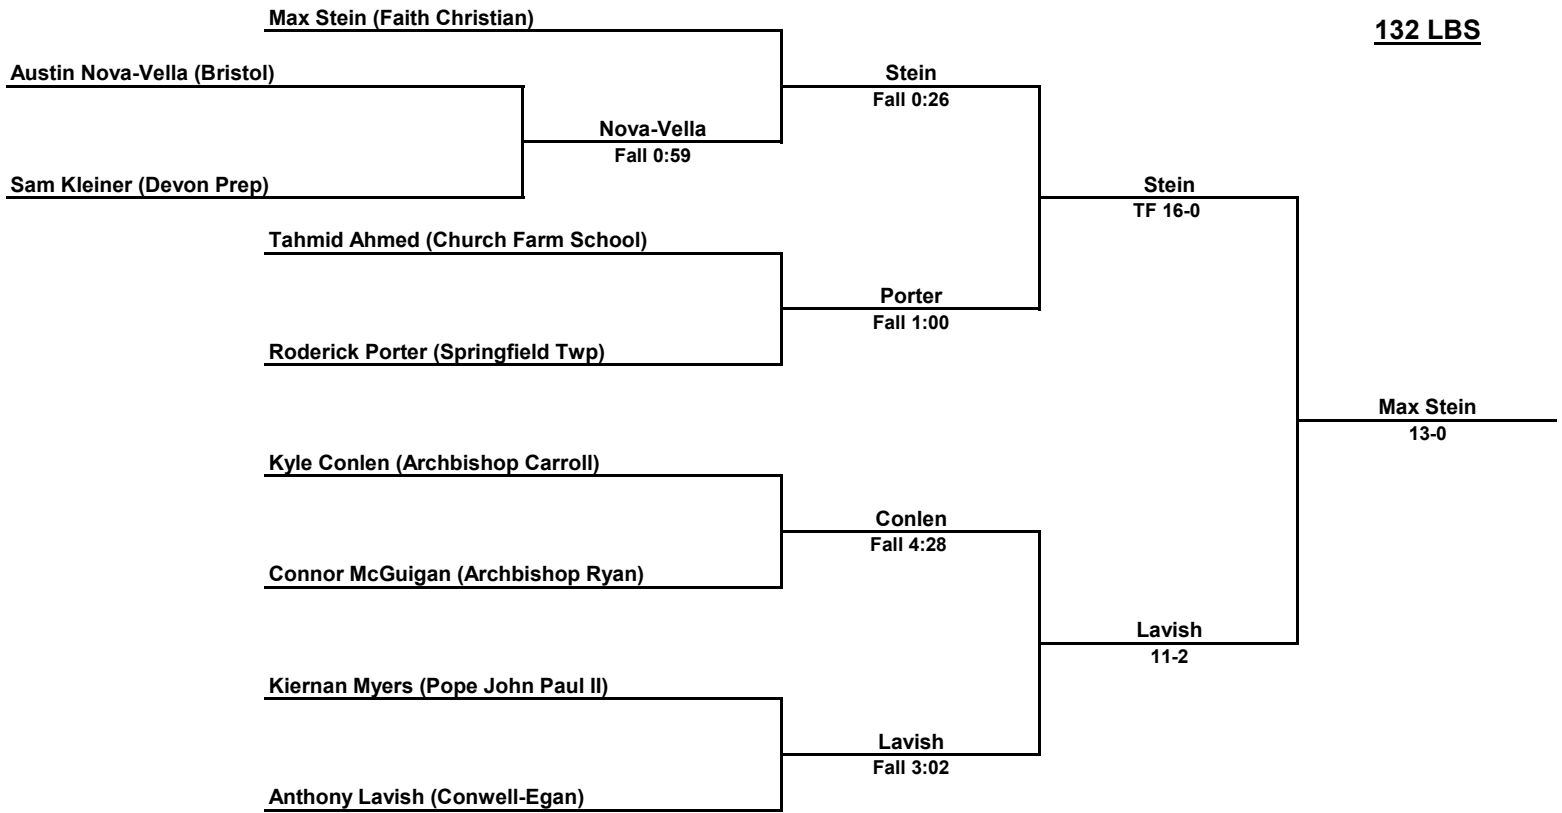 Max Stein (Faith Christian)
132 LBS
Austin Nova-Vella (Bristol)
Stein
Fall 0:26
Nova-Vella
Fall 0:59
Sam Kleiner (Devon Prep)
Stein
TF 16-0
Tahmid Ahmed (Church Farm School)
Porter
Fall 1:00
Roderick Porter (Springfield Twp)
Max Stein
13-0
Kyle Conlen (Archbishop Carroll)
Conlen
Fall 4:28
Connor McGuigan (Archbishop Ryan)
Lavish
11-2
Kiernan Myers (Pope John Paul II)
Lavish
Fall 3:02
Anthony Lavish (Conwell-Egan)